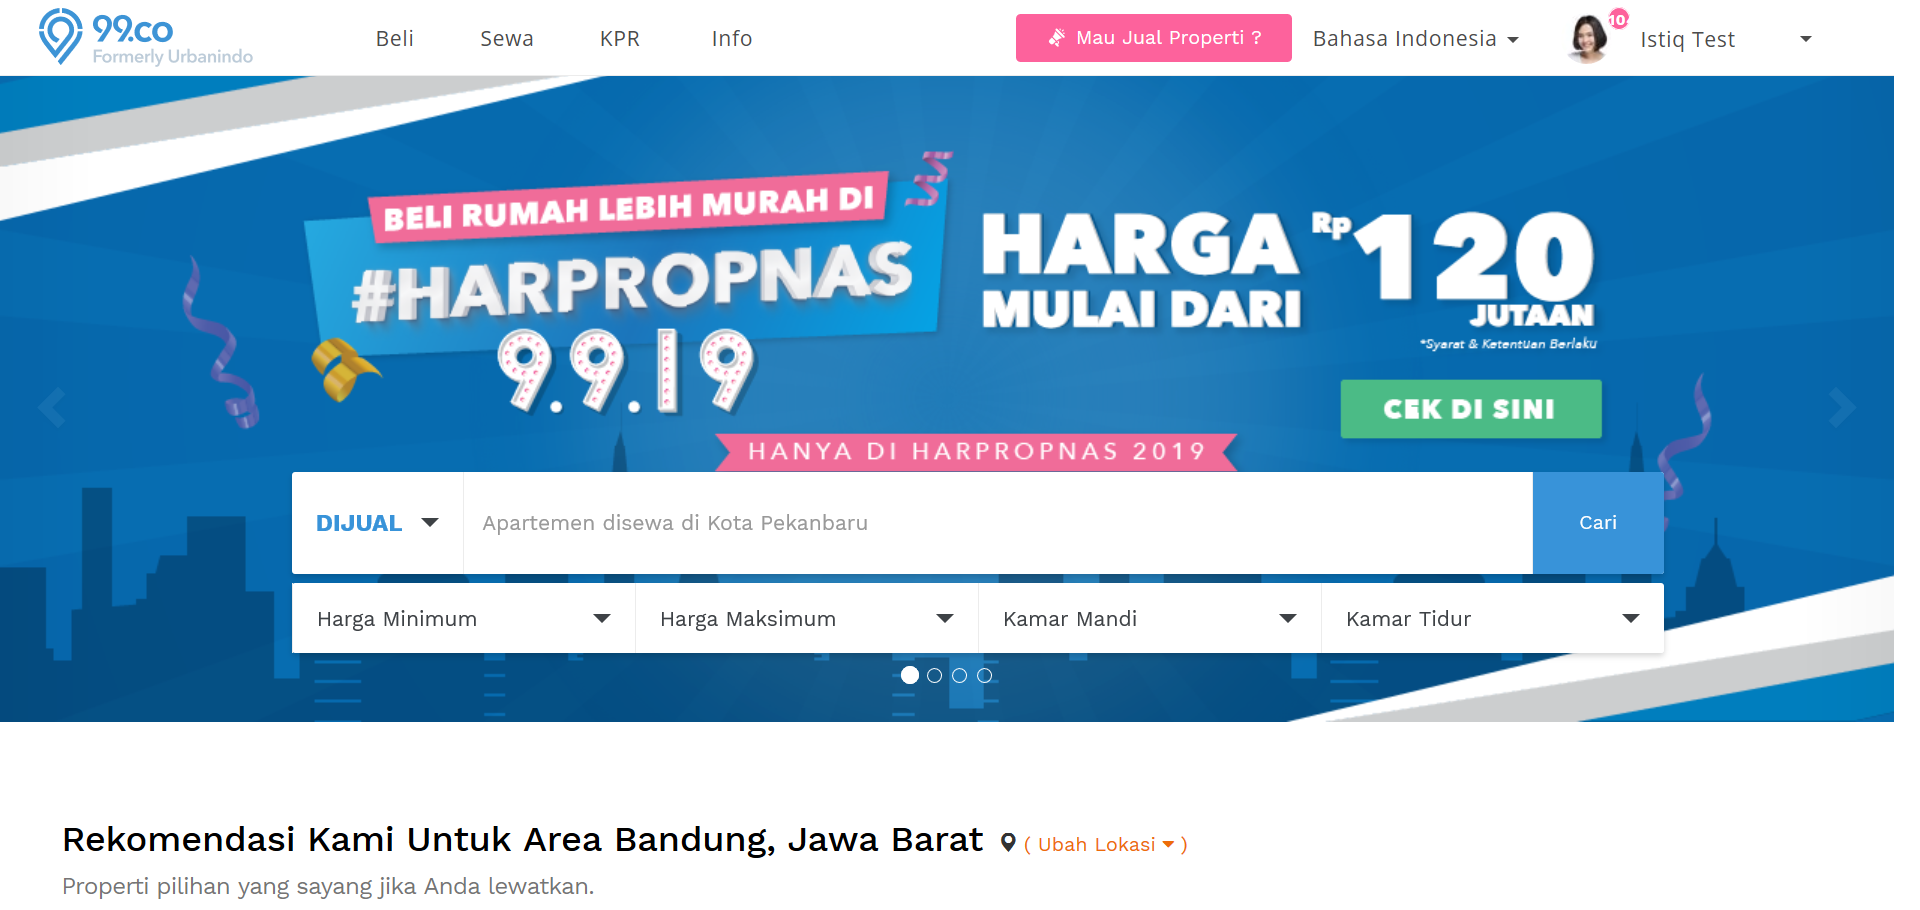 99.co
Formerly Urbanindo
Beli
Sewa
KPR
Info
Mau Jual Properti ?
Bahasa Indonesia
10
Istiq Test
BELI RUMAH LEBIH MURAH DI
#HARPROPNAS
9.9.19
HARGA
MULAI DARI
Rp 120
JUTAAN
*Syarat & Ketentuan Berlaku
CEK DI SINI
HANYA DI HARPROPNAS 2019
DIJUAL
Apartemen disewa di Kota Pekanbaru
Cari
Harga Minimum
Harga Maksimum
Kamar Mandi
Kamar Tidur
Rekomendasi Kami Untuk Area Bandung, Jawa Barat ( Ubah Lokasi )
Properti pilihan yang sayang jika Anda lewatkan.